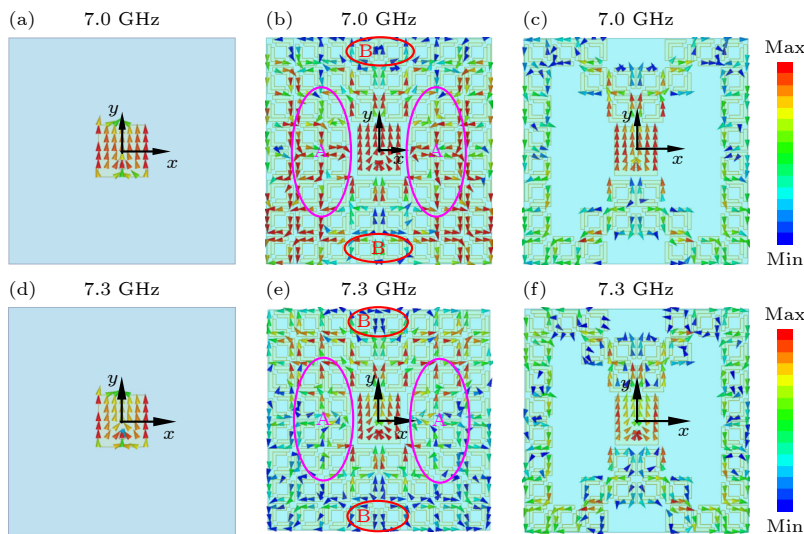 (a) 7.0 GHz (b) 7.0 GHz (c) 7.0 GHz
B
Max
y y y
A A
x x x
B
Min
(d) 7.3 GHz (e) 7.3 GHz (f) 7.3 GHz
B
Max
y y y
A A
x x x
B
Min